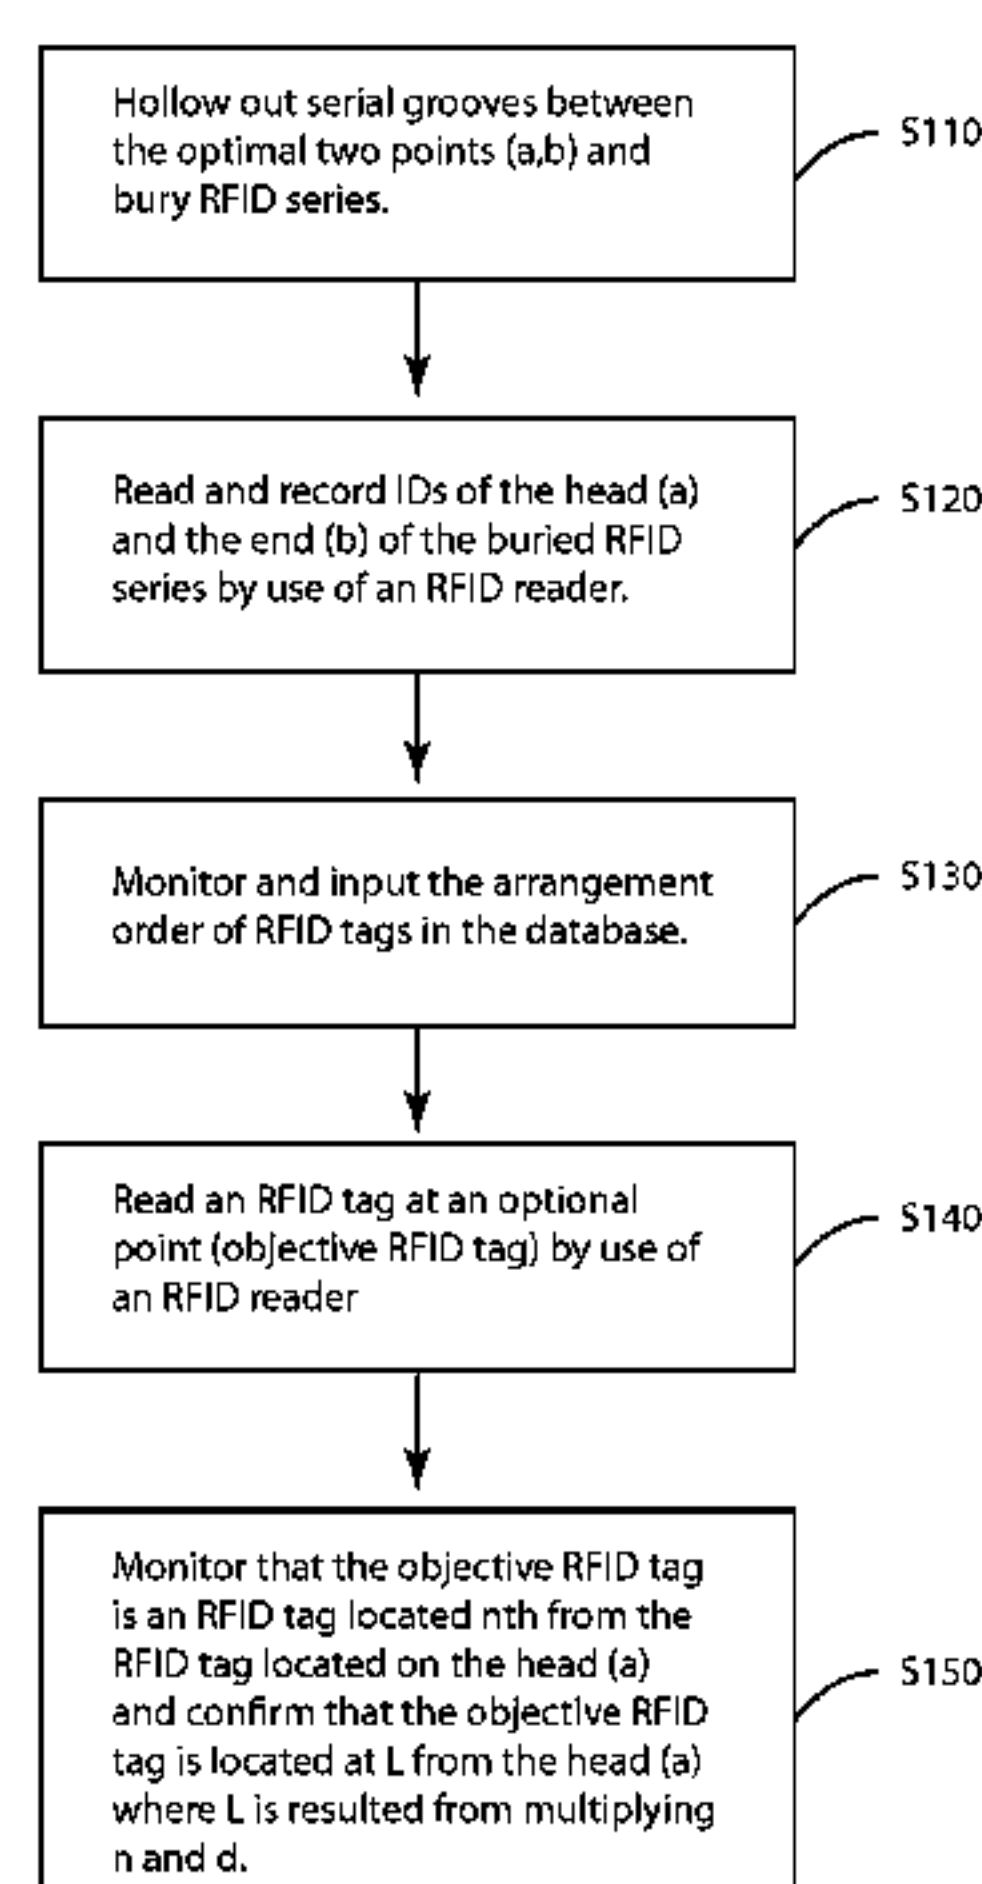 Hollow out serial grooves between
the optimal two points (a,b) and
bury RFID series.
S110
Read and record IDs of the head (a)
and the end (b) of the buried RFID
series by use of an RFID reader.
S120
Monitor and input the arrangement
order of RFID tags in the database.
S130
Read an RFID tag at an optional
point (objective RFID tag) by use of
an RFID reader
S140
Monitor that the objective RFID tag
is an RFID tag located nth from the
RFID tag located on the head (a)
and confirm that the objective RFID
tag is located at L from the head (a)
where L is resulted from multiplying
n and d.
S150